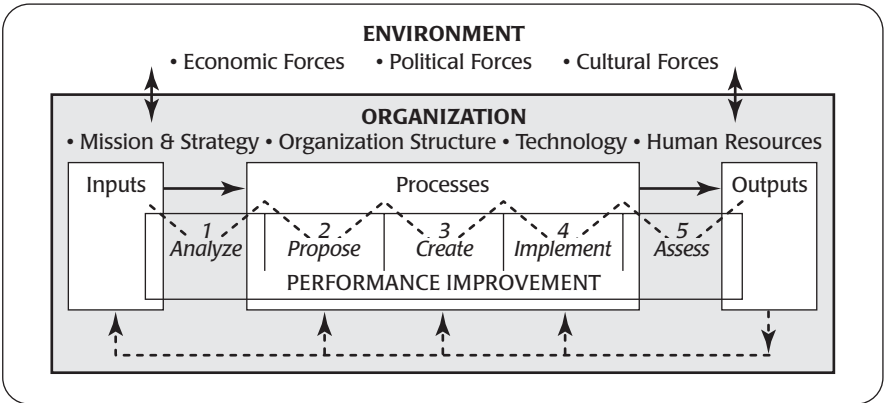 ENVIRONMENT
• Economic Forces • Political Forces • Cultural Forces
ORGANIZATION
• Mission & Strategy • Organization Structure • Technology • Human Resources
Inputs Processes Outputs
1 2 3 4 5
Analyze Propose Create Implement Assess
PERFORMANCE IMPROVEMENT